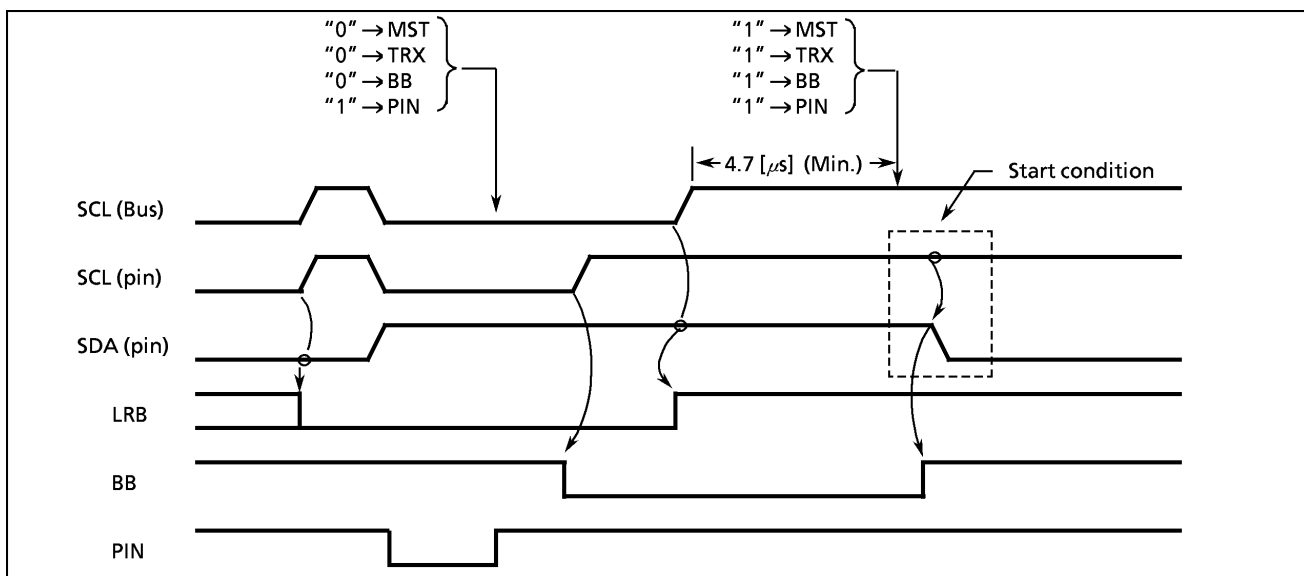 “0” → MST
“0” → TRX
“0” → BB
“1” → PIN
“1” → MST
“1” → TRX
“1” → BB
“1” → PIN
4.7 [μs] (Min.)
Start condition
SCL (Bus)
SCL (pin)
SDA (pin)
LRB
BB
PIN